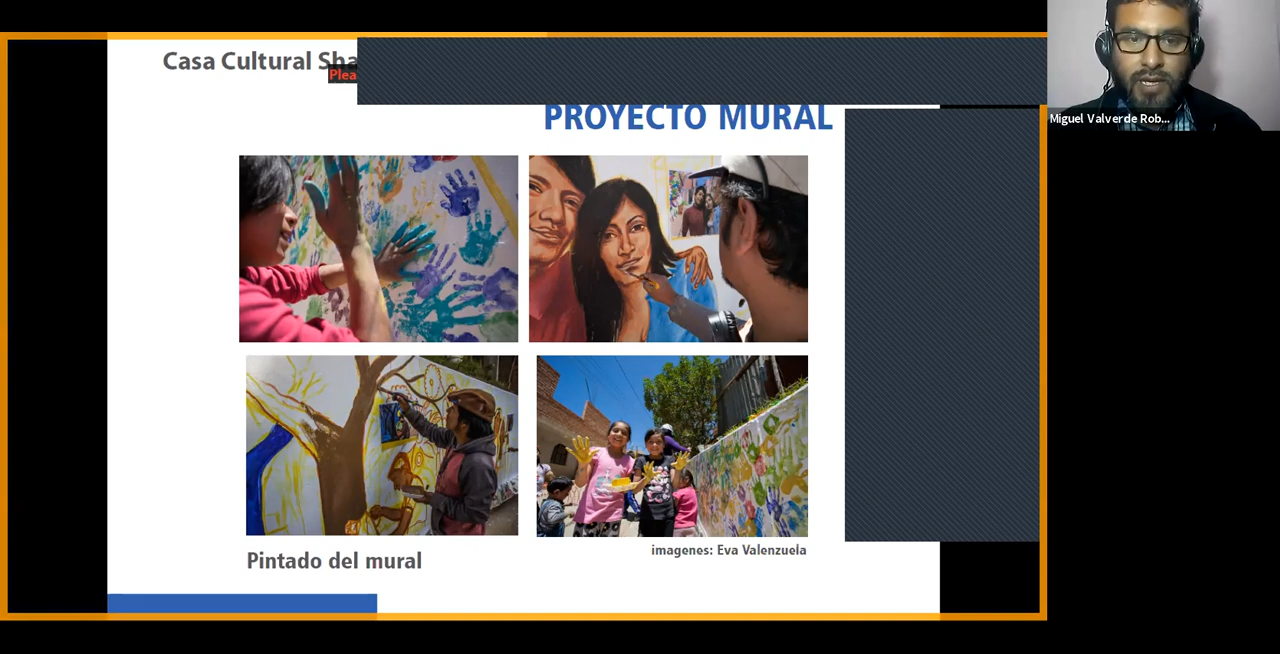 Casa Cultural Sha
Plea
PROYECTO MURAL
Miguel Valverde Rob...
imagenes: Eva Valenzuela
Pintado del mural